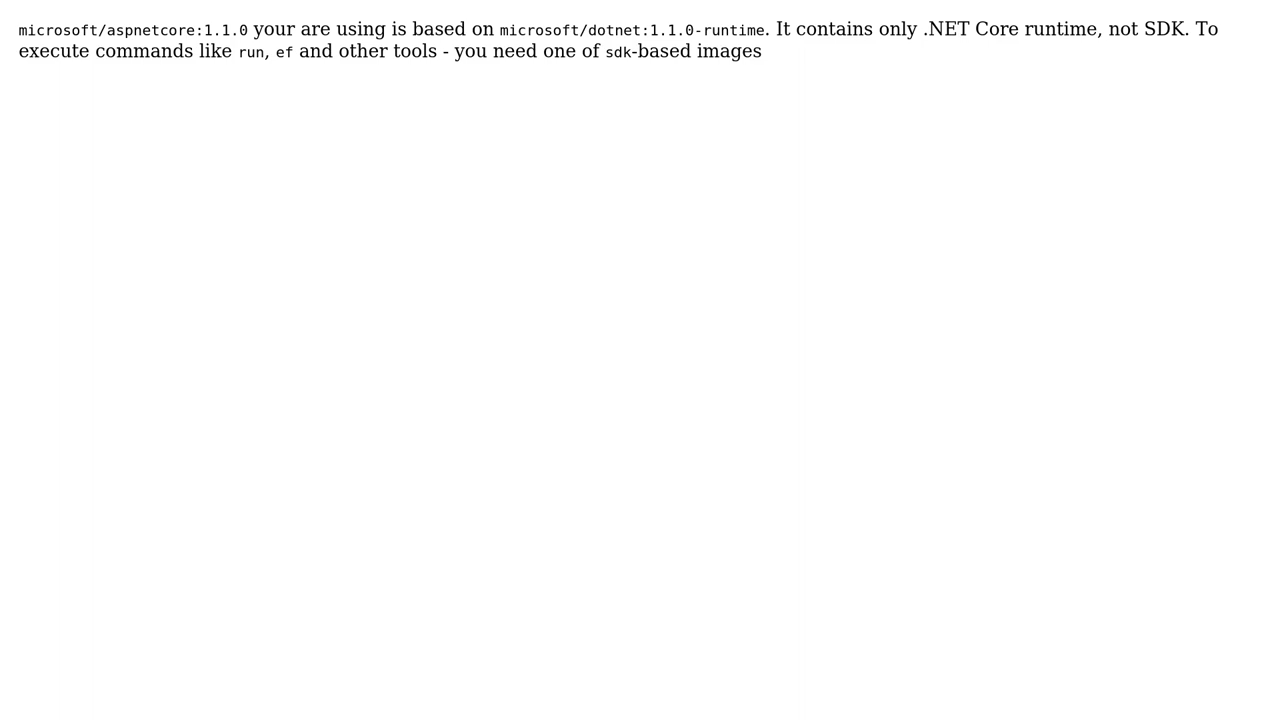 microsoft/aspnetcore:1.1.0 your are using is based on microsoft/dotnet:1.1.0-runtime. It contains only .NET Core runtime, not SDK. To
execute commands like run, ef and other tools - you need one of sdk-based images